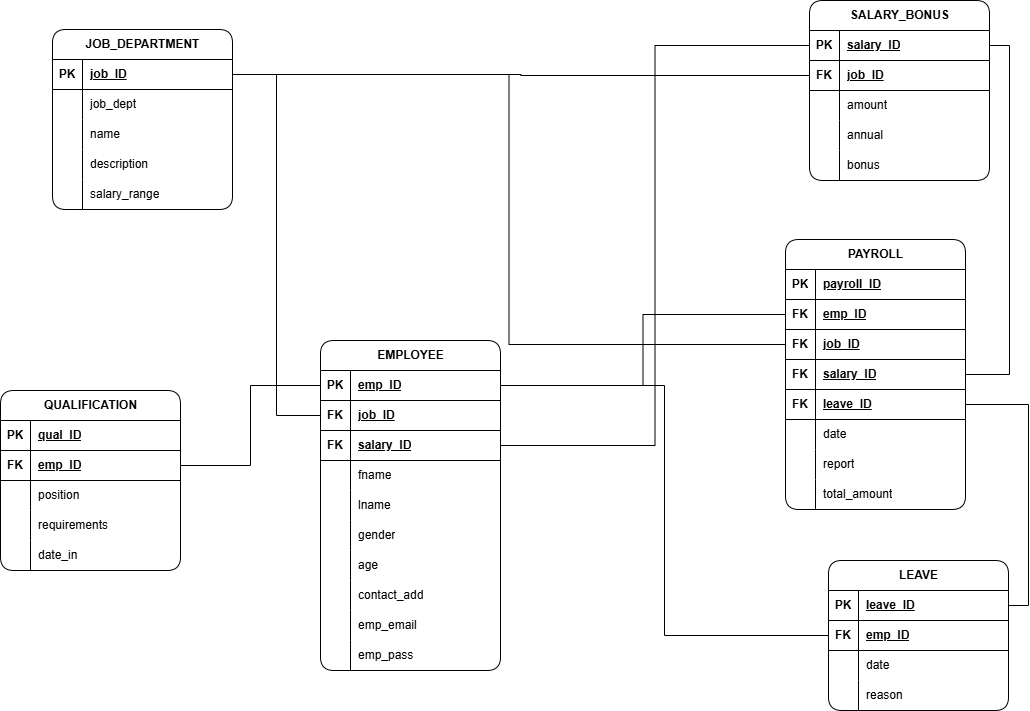 JOB_DEPARTMENT
PK job_ID
job_dept
name
description
salary_range
SALARY_BONUS
PK salary_ID
FK job_ID
amount
annual
bonus
PAYROLL
PK payroll_ID
FK emp_ID
FK job_ID
FK salary_ID
FK leave_ID
date
report
total_amount
EMPLOYEE
PK emp_ID
FK job_ID
FK salary_ID
fname
lname
gender
age
contact_add
emp_email
emp_pass
QUALIFICATION
PK qual_ID
FK emp_ID
position
requirements
date_in
LEAVE
PK leave_ID
FK emp_ID
date
reason